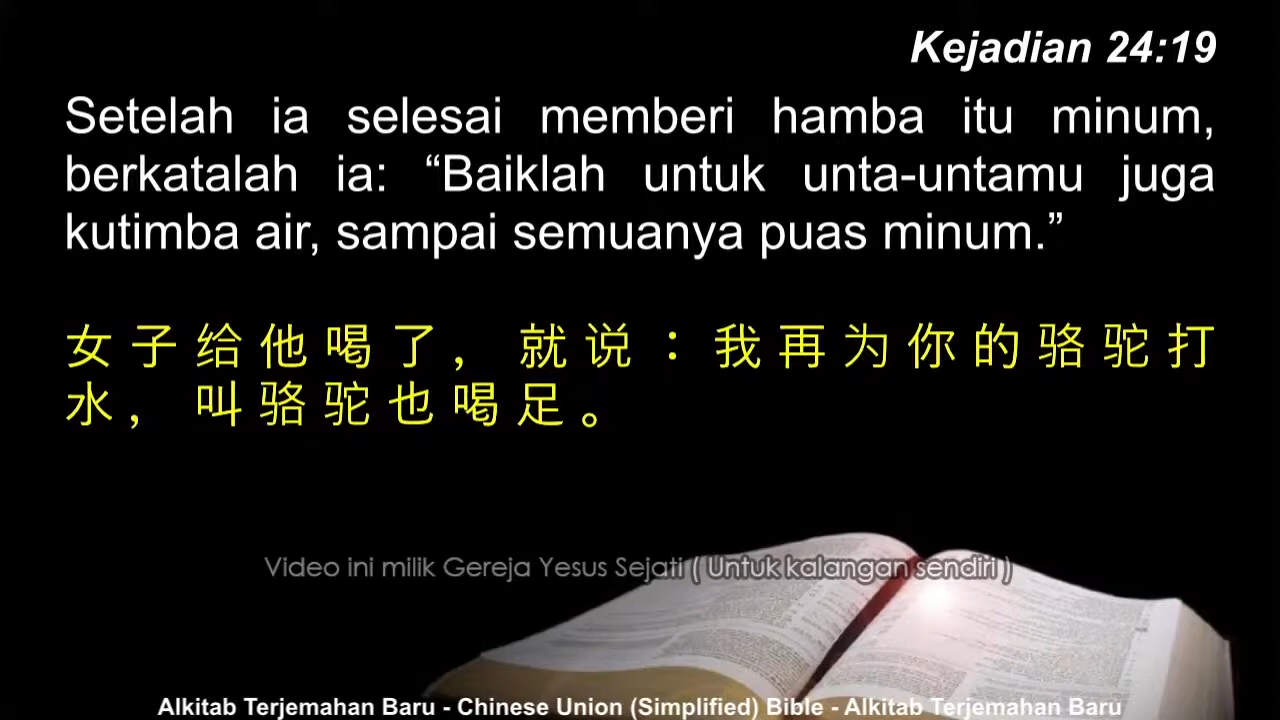 Kejadian 24:19
Setelah ia selesai memberi hamba itu minum,
berkatalah ia: “Baiklah untuk unta-untamu juga
kutimba air, sampai semuanya puas minum.”
女子给他喝了，就说：我再为你的骆驼打
水，叫骆驼也喝足。
Video ini milik Gereja Yesus Sejati ( Untuk kalangan sendiri )
Alkitab Terjemahan Baru - Chinese Union (Simplified) Bible - Alkitab Terjemahan Baru